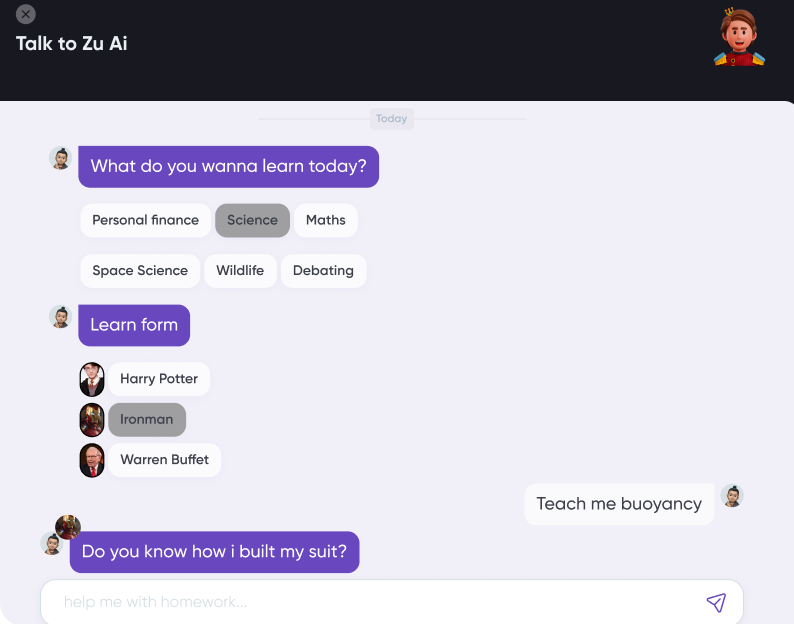 Talk to Zu Ai
Today
What do you wanna learn today?
Personal finance Science Maths
Space Science Wildlife Debating
Learn form
Harry Potter
Ironman
Warren Buffet
Teach me buoyancy
Do you know how i built my suit?
help me with homework...